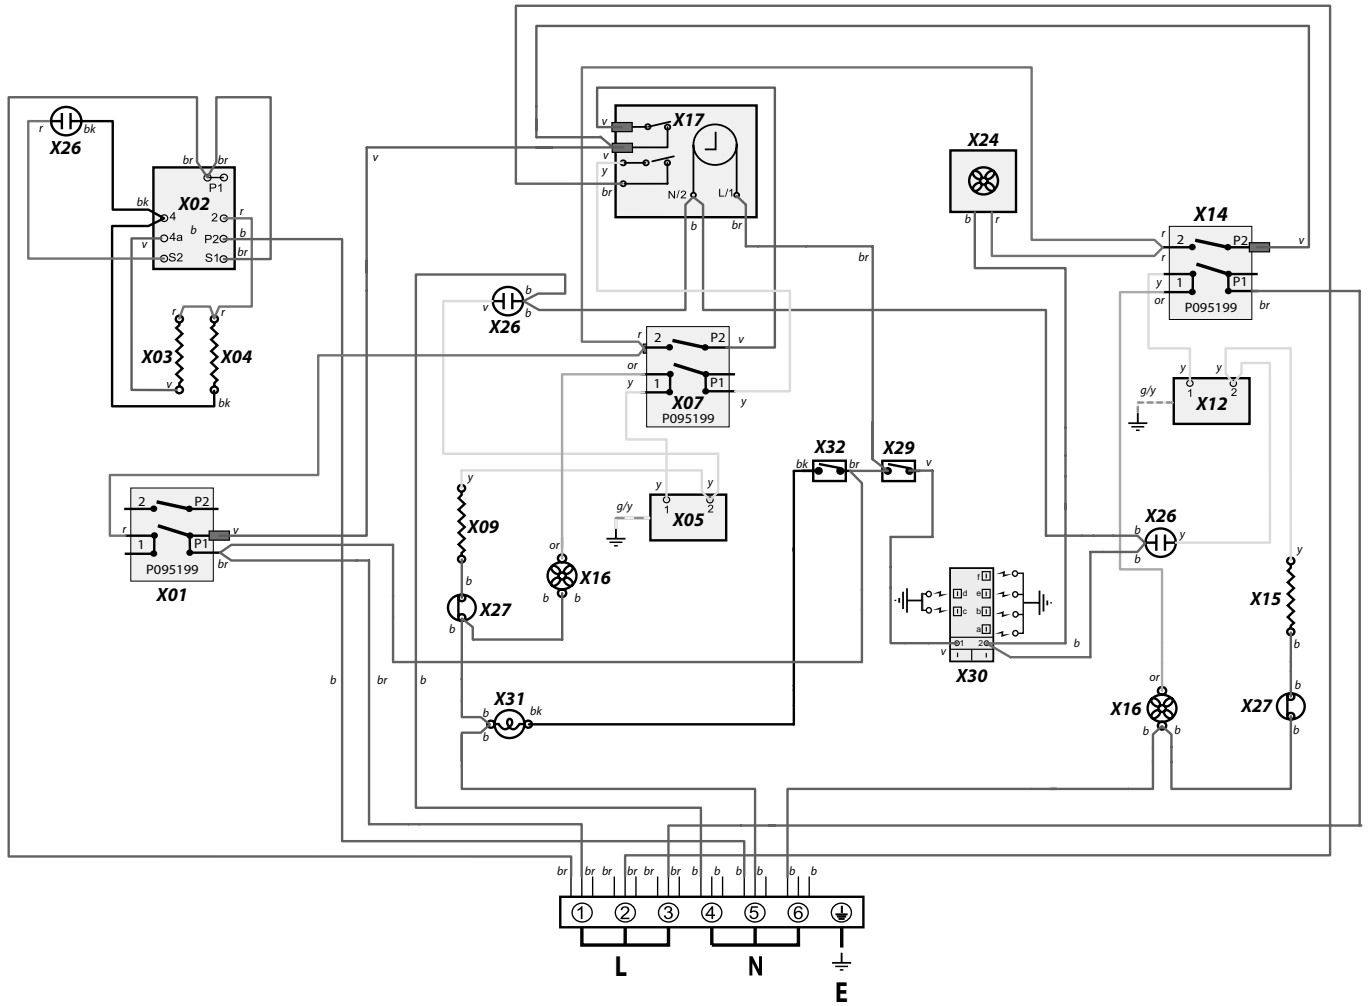 r
bk
X26
br
br
P1
X02
bk
4
2
r
b
v
4a
P2
b
S2
S1
br
r
r
X03
X04
v
bk
v
v
X17
v
y
br
N/2
L/1
b
br
br
X24
b
r
X14
r
2
P2
v
r
y
1
P1
or
br
P095199
v
b
b
X26
r
2
P2
v
or
y
1
P1
X07
y
P095199
y
y
g/y
1
2
X12
X32
X29
bk
br
v
2
P2
r
v
1
P1
br
P095199
X01
y
X09
b
X27
b
or
X16
b
b
y
y
g/y
1
2
X05
b
X26
y
b
f
d
e
c
b
a
1
2
v
b
X30
y
X15
b
b
X27
b
or
X16
b
b
b
br
b
X31
b
bk
b
br
br
br
br
br
br
b
b
b
b
b
b
1
2
3
4
5
6
L
N
E